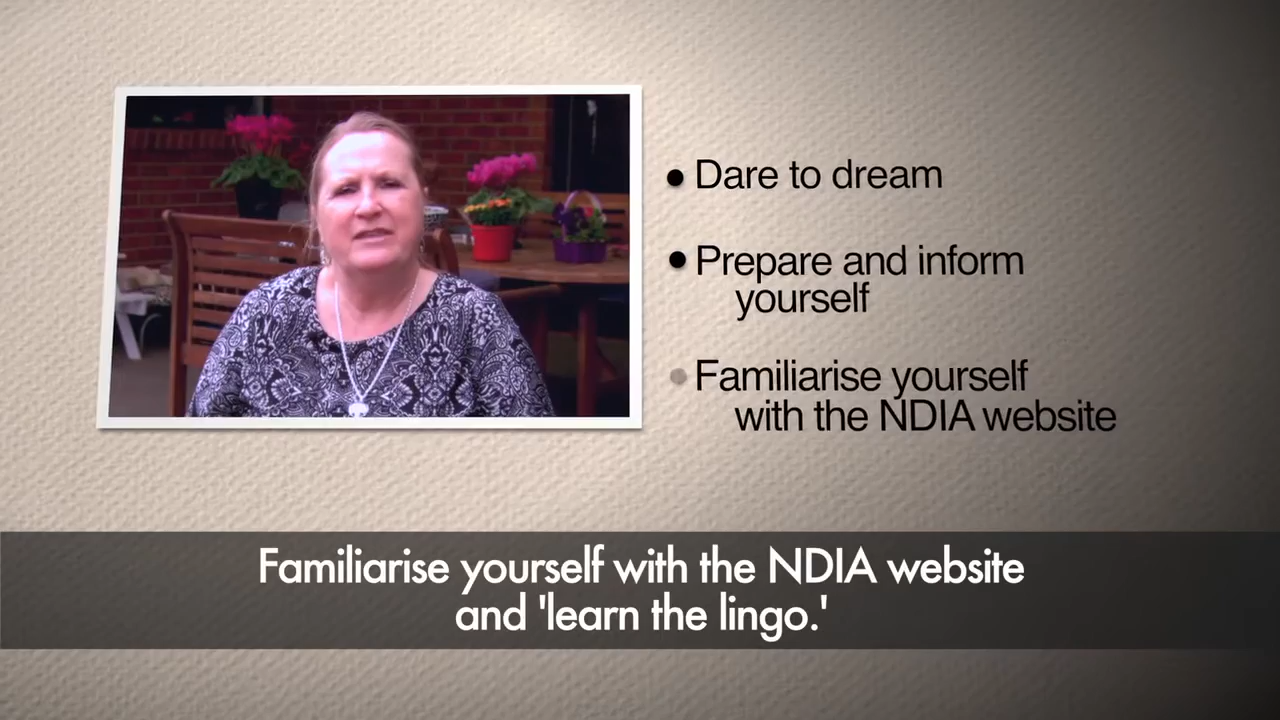 • Dare to dream
• Prepare and inform
yourself
• Familiarise yourself
with the NDIA website
Familiarise yourself with the NDIA website
and 'learn the lingo.'